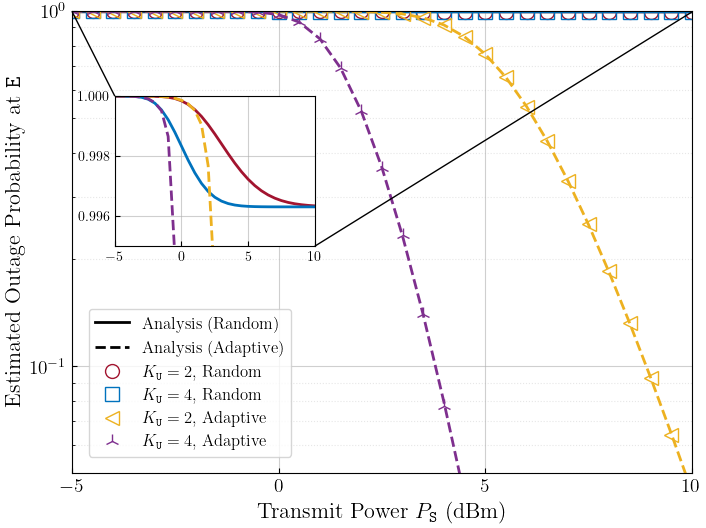 Estimated Outage Probability at E
10⁰
10⁻¹
1.000
0.998
0.996
−5
0
5
10
Analysis (Random)
Analysis (Adaptive)
K_U = 2, Random
K_U = 4, Random
K_U = 2, Adaptive
K_U = 4, Adaptive
−5
0
5
10
Transmit Power P_S (dBm)